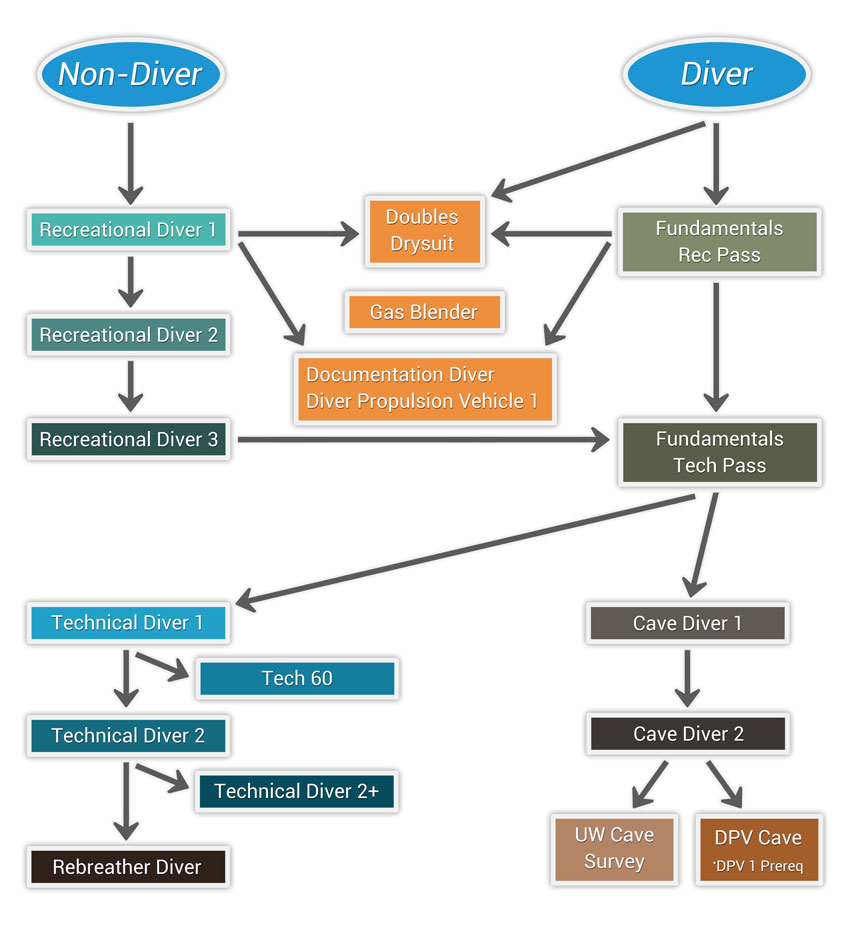 Non-Diver
Diver
Recreational Diver 1
Doubles
Drysuit
Fundamentals
Rec Pass
Gas Blender
Recreational Diver 2
Documentation Diver
Diver Propulsion Vehicle 1
Recreational Diver 3
Fundamentals
Tech Pass
Technical Diver 1
Cave Diver 1
Tech 60
Technical Diver 2
Cave Diver 2
Technical Diver 2+
UW Cave
Survey
DPV Cave
*DPV 1 Prereq
Rebreather Diver